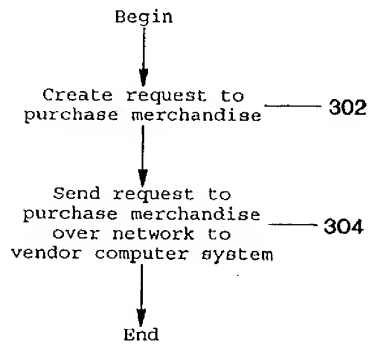 Begin
Create request to
purchase merchandise
302
Send request to
purchase merchandise
over network to
vendor computer system
304
End